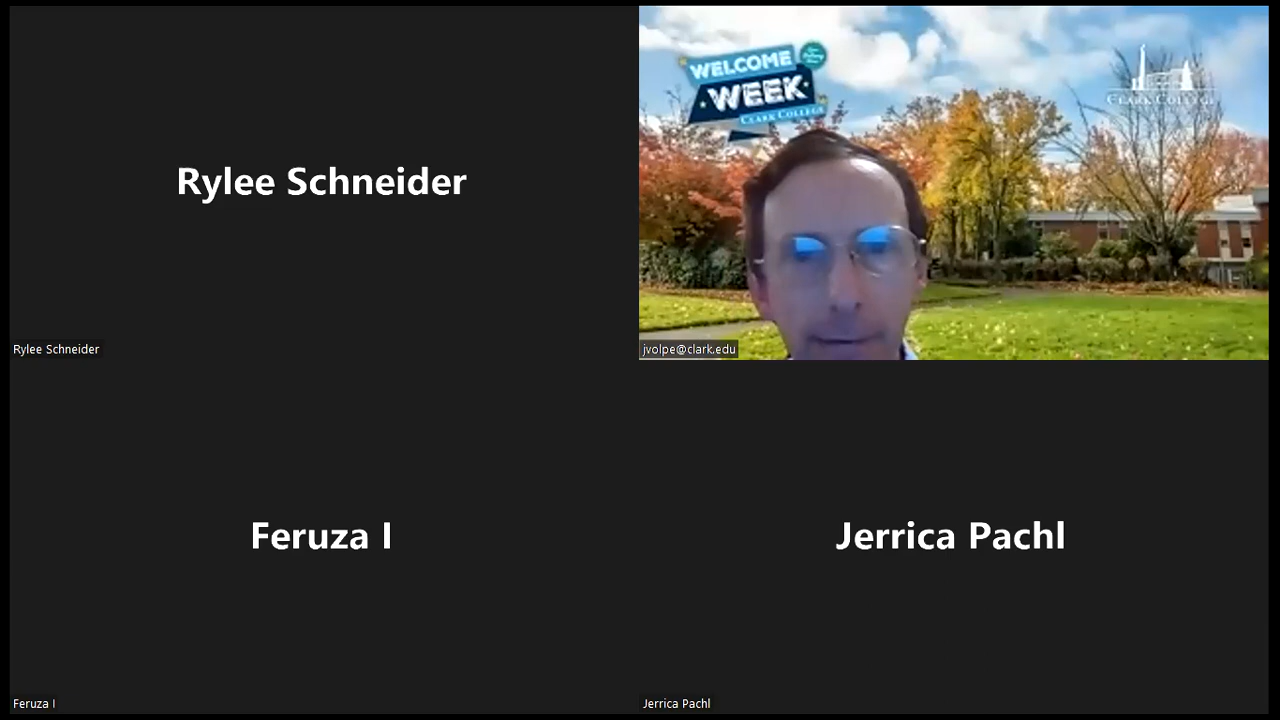 Rylee Schneider
Rylee Schneider
WELCOME
WEEK
CLARK COLLEGE
CLARK COLLEGE
jvolpe@clark.edu
Feruza I
Feruza I
Jerrica Pachl
Jerrica Pachl